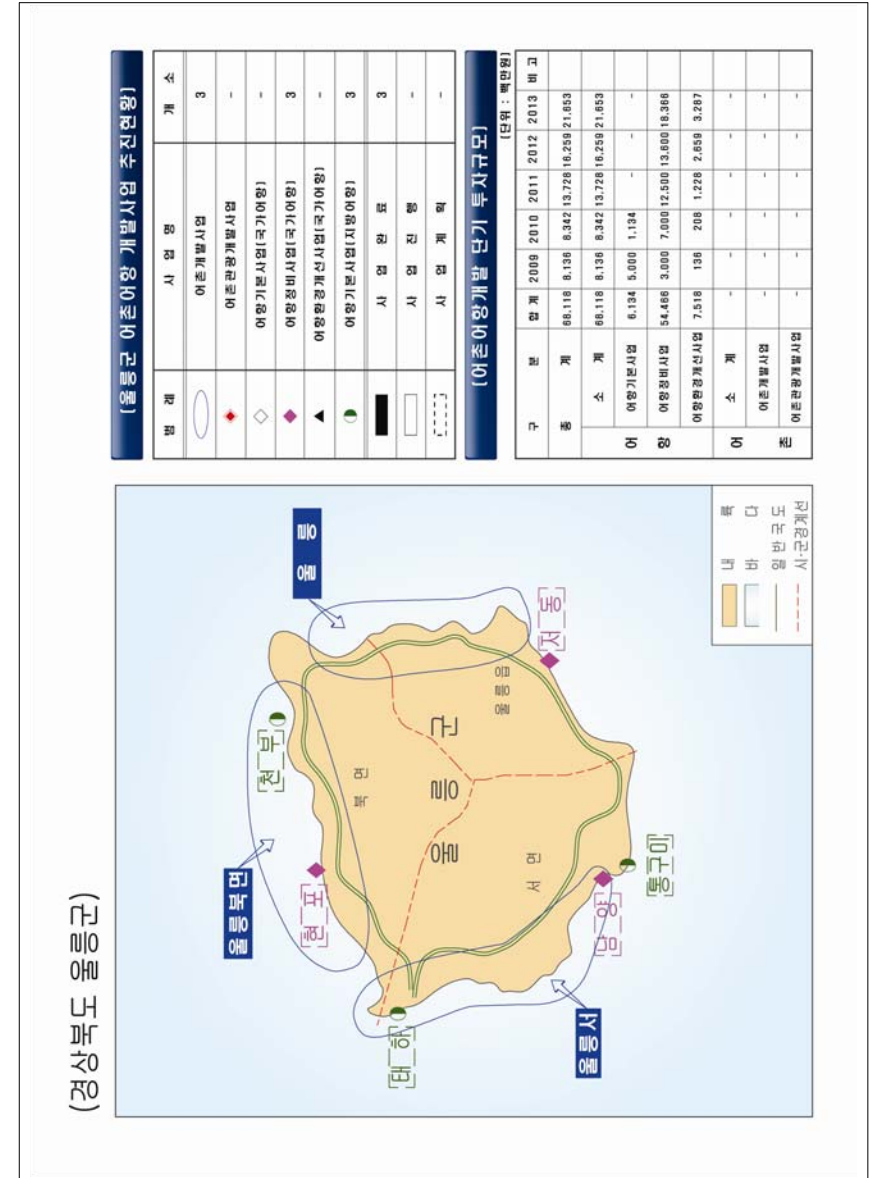 (경상북도 울릉군)
울릉북면
울릉
울릉서
천 부
현 포
태 하
저 동
남 양
통구미
북 면
울릉읍
서 면
울 릉 군
내 륙
바 다
일 반 국 도
시·군경계선
(울릉군 어촌어항 개발사업 추진현황)
범 례 사 업 명 개 소
어촌개발사업 3
어촌관광개발사업 -
어항기본사업(국가어항) -
어항정비사업(국가어항) 3
어항환경개선사업(국가어항) -
어항기본사업(지방어항) 3
사 업 완 료 3
사 업 진 행 -
사 업 계 획 -
(어촌어항개발 단기 투자규모)
(단위 : 백만원)
구 분 합 계 2009 2010 2011 2012 2013 비 고
총 계 68.118 8.136 8.342 13.728 16.259 21.653
어 항
소 계 68.118 8.136 8.342 13.728 16.259 21.653
어항기본사업 6.134 5.000 1.134 - - -
어항정비사업 54.466 3.000 7.000 12.500 13.600 18.366
어항환경개선사업 7.518 136 208 1.228 2.659 3.287
어 촌
소 계 - - - - - -
어촌개발사업 - - - - - -
어촌관광개발사업 - - - - - -